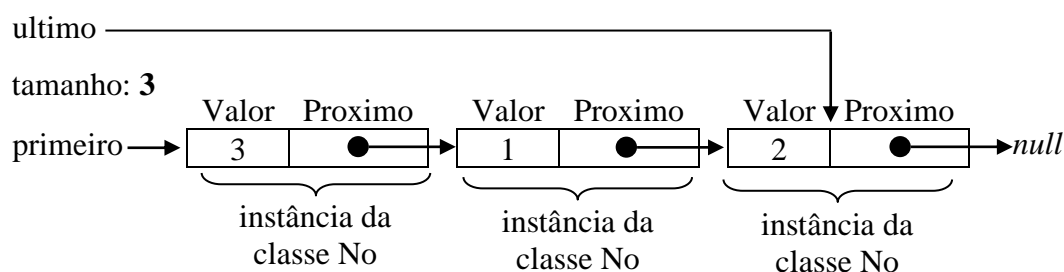 ultimo
tamanho: 3
Valor Proximo Valor Proximo Valor Proximo
primeiro 3 1 2 null
instância da instância da instância da
classe No classe No classe No